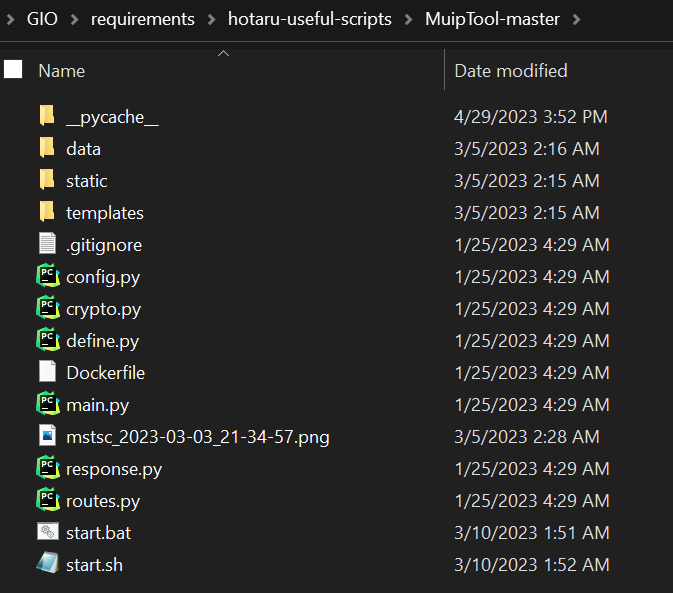 GIO requirements hotaru-useful-scripts MuipTool-master
Name Date modified
__pycache__ 4/29/2023 3:52 PM
data 3/5/2023 2:16 AM
static 3/5/2023 2:15 AM
templates 3/5/2023 2:15 AM
.gitignore 1/25/2023 4:29 AM
PC config.py 1/25/2023 4:29 AM
PC crypto.py 1/25/2023 4:29 AM
PC define.py 1/25/2023 4:29 AM
Dockerfile 1/25/2023 4:29 AM
PC main.py 1/25/2023 4:29 AM
mstsc_2023-03-03_21-34-57.png 3/5/2023 2:28 AM
PC response.py 1/25/2023 4:29 AM
PC routes.py 1/25/2023 4:29 AM
start.bat 3/10/2023 1:51 AM
start.sh 3/10/2023 1:52 AM